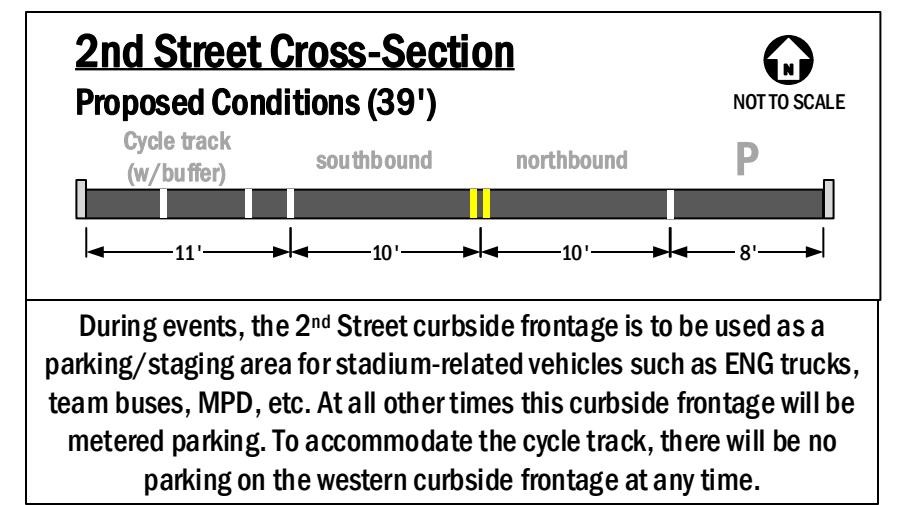 2nd Street Cross-Section
Proposed Conditions (39')
N
NOT TO SCALE
Cycle track
(w/buffer)
southbound
northbound
P
11'
10'
10'
8'
During events, the 2nd Street curbside frontage is to be used as a
parking/staging area for stadium-related vehicles such as ENG trucks,
team buses, MPD, etc. At all other times this curbside frontage will be
metered parking. To accommodate the cycle track, there will be no
parking on the western curbside frontage at any time.